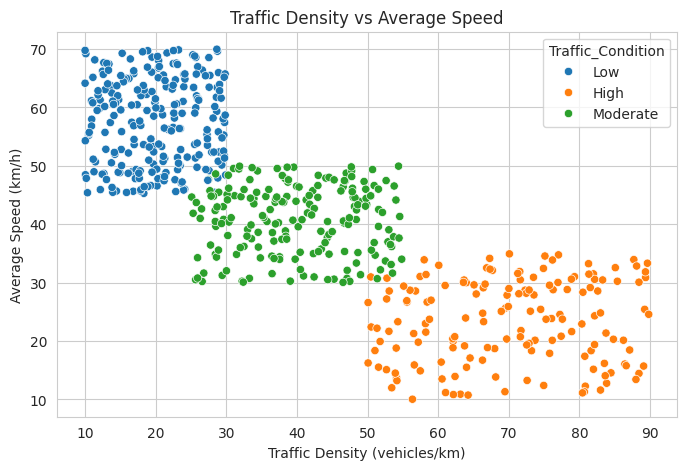 Traffic Density vs Average Speed
Traffic_Condition
Low
High
Moderate
Average Speed (km/h)
70
60
50
40
30
20
10
10 20 30 40 50 60 70 80 90
Traffic Density (vehicles/km)